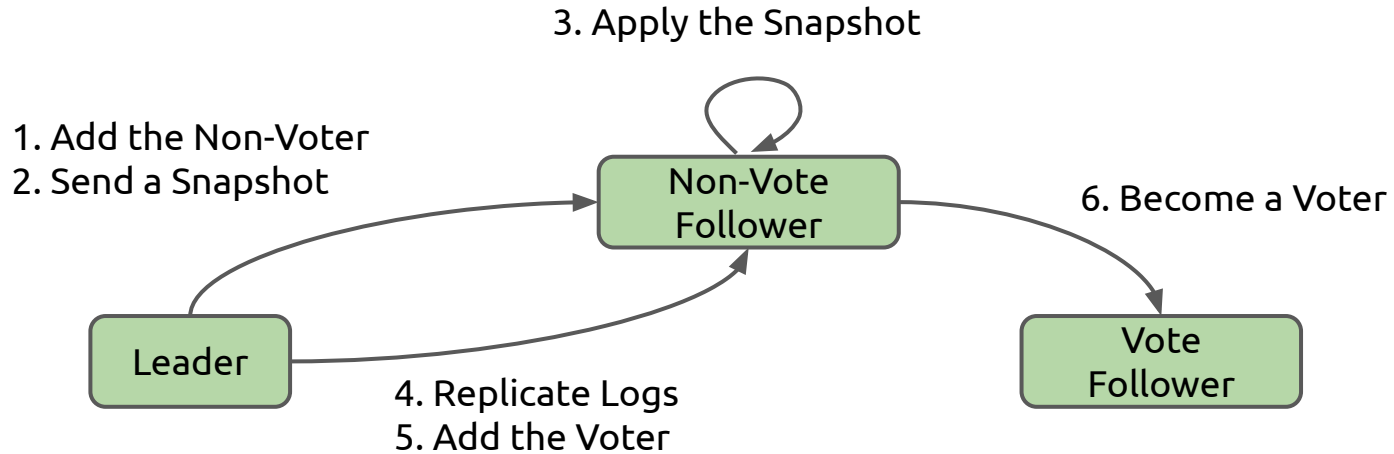 3. Apply the Snapshot
1. Add the Non-Voter
2. Send a Snapshot
Non-Vote
Follower
6. Become a Voter
Leader
Vote
Follower
4. Replicate Logs
5. Add the Voter